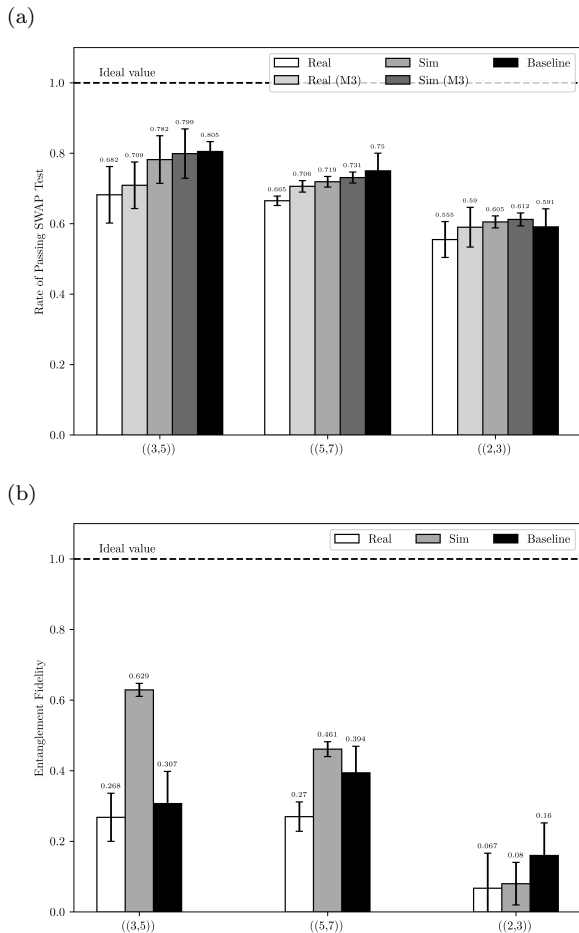 (a)
Ideal value
Real Sim Baseline
Real (M3) Sim (M3)
1.0
0.8
0.6
0.4
0.2
0.0
Rate of Passing SWAP Test
0.682 0.709 0.782 0.799 0.805
0.665 0.706 0.719 0.731 0.75
0.555 0.59 0.605 0.612 0.591
((3,5)) ((5,7)) ((2,3))
(b)
Ideal value
Real Sim Baseline
1.0
0.8
0.6
0.4
0.2
0.0
Entanglement Fidelity
0.268 0.629 0.307
0.27 0.461 0.394
0.067 0.08 0.16
((3,5)) ((5,7)) ((2,3))